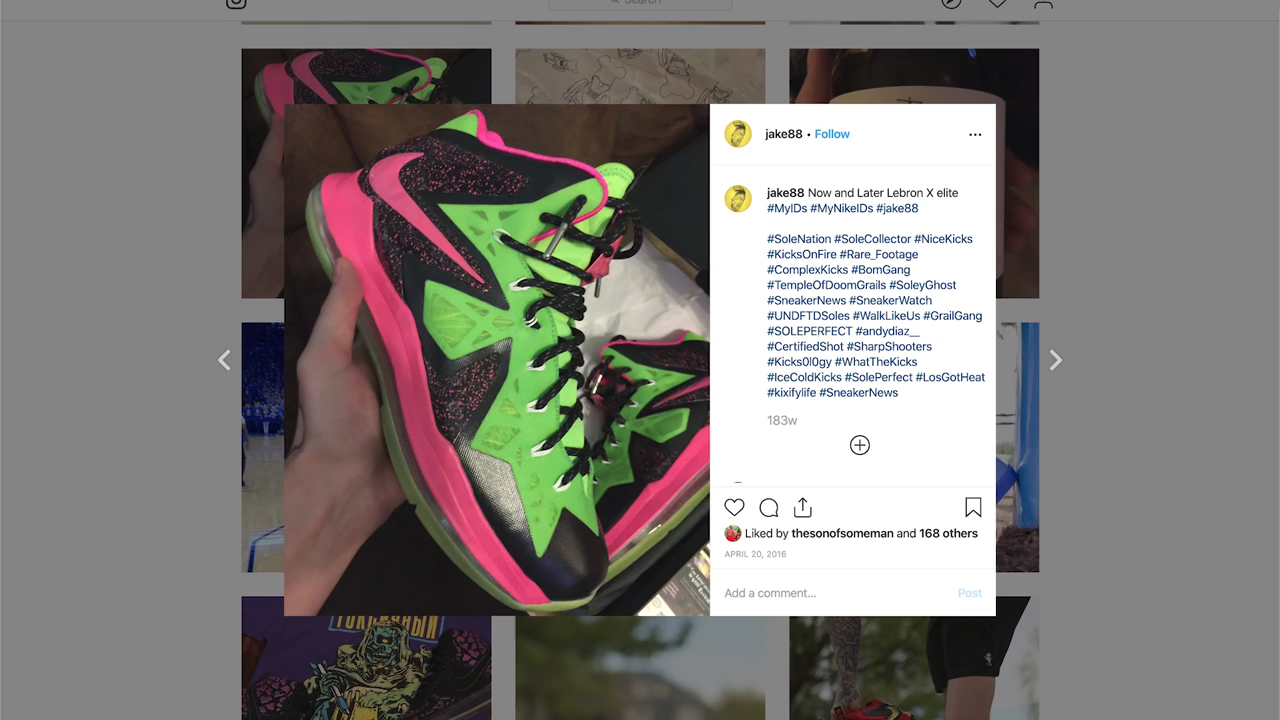 Search
jake88 • Follow
jake88 Now and Later Lebron X elite
#MyIDs #MyNikeIDs #jake88
#SoleNation #SoleCollector #NiceKicks
#KicksOnFire #Rare_Footage
#ComplexKicks #BomGang
#TempleOfDoomGrails #SoleyGhost
#SneakerNews #SneakerWatch
#UNDFTDSoles #WalkLikeUs #GrailGang
#SOLEPERFECT #andydiaz__
#CertifiedShot #SharpShooters
#Kicks0l0gy #WhatTheKicks
#IceColdKicks #SolePerfect #LosGotHeat
#kixifylife #SneakerNews
183w
Liked by thesonofsomeman and 168 others
APRIL 20, 2016
Add a comment... Post